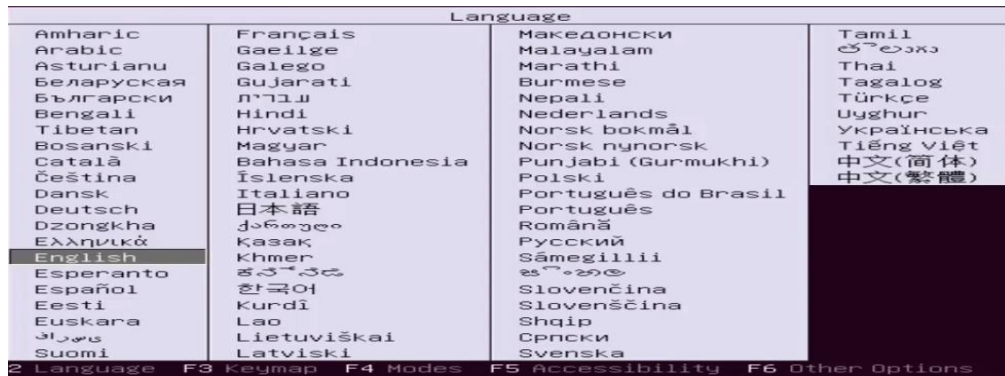 Language
Amharic
Arabic
Asturianu
Беларуская
Български
Bengali
Tibetan
Bosanski
Català
Čeština
Dansk
Deutsch
Dzongkha
Ελληνικά
English
Esperanto
Español
Eesti
Euskara
فارسی
Suomi
Français
Gaeilge
Galego
Gujarati
עברית
Hindi
Hrvatski
Magyar
Bahasa Indonesia
Íslenska
Italiano
日本語
ქართული
Қазақ
Khmer
ಕನ್ನಡ
한국어
Kurdî
Lao
Lietuviškai
Latviski
Македонски
Malayalam
Marathi
Burmese
Nepali
Nederlands
Norsk bokmål
Norsk nynorsk
Punjabi (Gurmukhi)
Polski
Português do Brasil
Português
Română
Русский
Sámegillii
සිංහල
Slovenčina
Slovenščina
Shqip
Српски
Svenska
Tamil
తెలుగు
Thai
Tagalog
Türkçe
Uyghur
Українська
Tiếng Việt
中文(简体)
中文(繁體)
2 Language F3 Keymap F4 Modes F5 Accessibility F6 Other Options